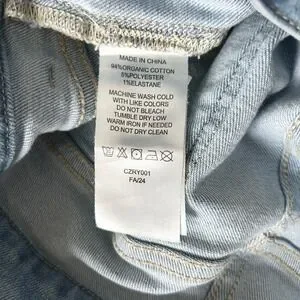 MADE IN CHINA
94%ORGANIC COTTON
5%POLYESTER
1%ELASTANE
MACHINE WASH COLD
WITH LIKE COLORS
DO NOT BLEACH
TUMBLE DRY LOW
WARM IRON IF NEEDED
DO NOT DRY CLEAN
CZRY001
FA/24